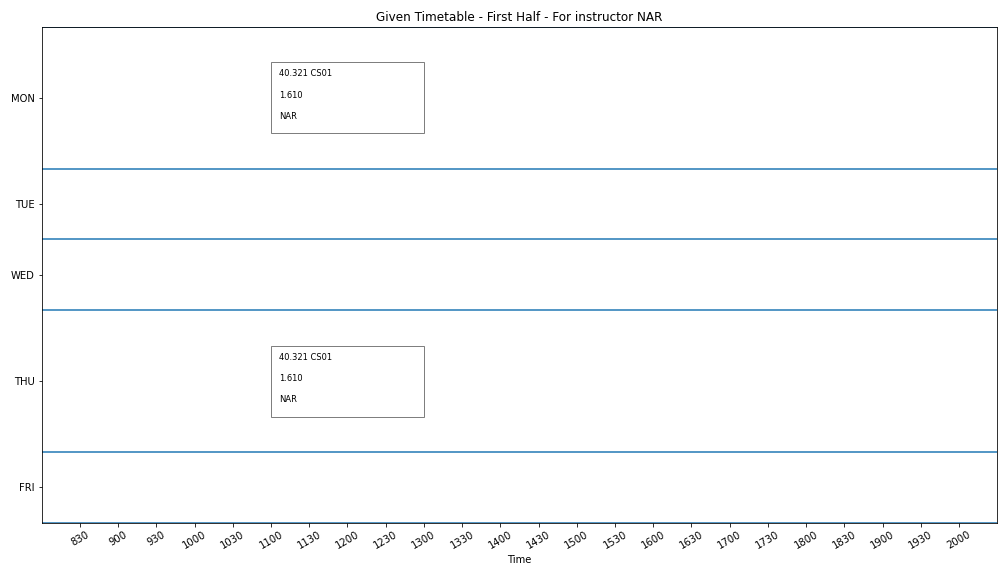 Given Timetable - First Half - For instructor NAR
MON
40.321 CS01
1.610
NAR
TUE
WED
THU
40.321 CS01
1.610
NAR
FRI
830 900 930 1000 1030 1100 1130 1200 1230 1300 1330 1400 1430 1500 1530 1600 1630 1700 1730 1800 1830 1900 1930 2000
Time